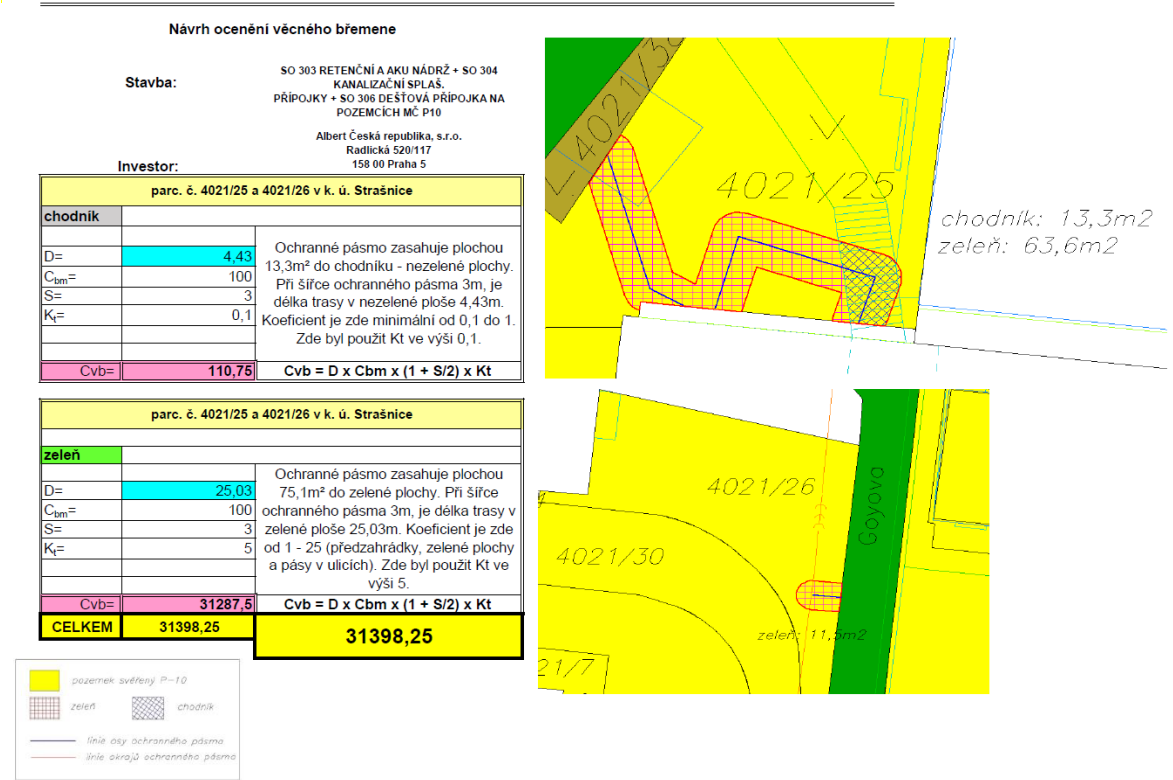 Návrh ocenění věcného břemene
Stavba:
SO 303 RETENČNÍ A AKU NÁDRŽ + SO 304
KANALIZAČNÍ SPLAŠ.
PŘÍPOJKY + SO 306 DEŠŤOVÁ PŘÍPOJKA NA
POZEMCÍCH MČ P10
Albert Česká republika, s.r.o.
Radlická 520/117
158 00 Praha 5
Investor:
parc. č. 4021/25 a 4021/26 v k. ú. Strašnice
chodník
D= 4,43
Cbm= 100
S= 3
Kt= 0,1
Ochranné pásmo zasahuje plochou
13,3m² do chodníku - nezelené plochy.
Při šířce ochranného pásma 3m, je
délka trasy v nezelené ploše 4,43m.
Koeficient je zde minimální od 0,1 do 1.
Zde byl použit Kt ve výši 0,1.
Cvb= 110,75 Cvb = D x Cbm x (1 + S/2) x Kt
parc. č. 4021/25 a 4021/26 v k. ú. Strašnice
zeleň
D= 25,03
Cbm= 100
S= 3
Kt= 5
Ochranné pásmo zasahuje plochou
75,1m² do zelené plochy. Při šířce
ochranného pásma 3m, je délka trasy v
zelené ploše 25,03m. Koeficient je zde
od 1 - 25 (předzahrádky, zelené plochy
a pásy v ulicích). Zde byl použit Kt ve
výši 5.
Cvb= 31287,5 Cvb = D x Cbm x (1 + S/2) x Kt
CELKEM 31398,25 31398,25
pozemek svěřený P-10
zeleň chodník
línie osy ochranného pásma
línie okrajů ochranného pásma
4021/25
chodník: 13,3m2
zeleň: 63,6m2
4021/26
Goyova
4021/30
zeleň: 11,5m2
21/7